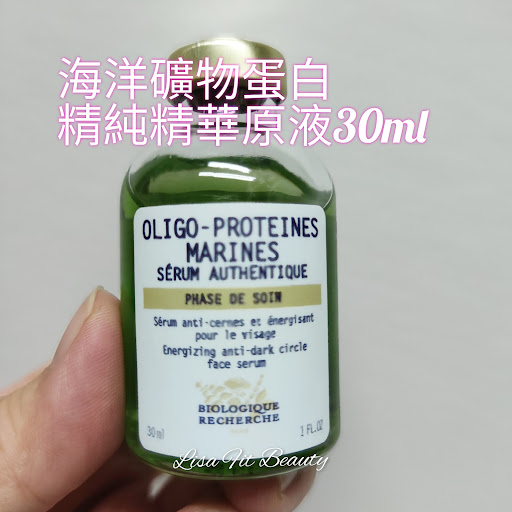 海洋礦物蛋白
精純精華原液30ml
OLIGO-PROTEINES
MARINES
SÉRUM AUTHENTIQUE
PHASE DE SOIN
Sérum anti-cernes et énergisant
pour le visage
Energizing anti-dark circle
face serum
BIOLOGIQUE
RECHERCHE
30 ml
1 FL.OZ
Lisa Fit Beauty